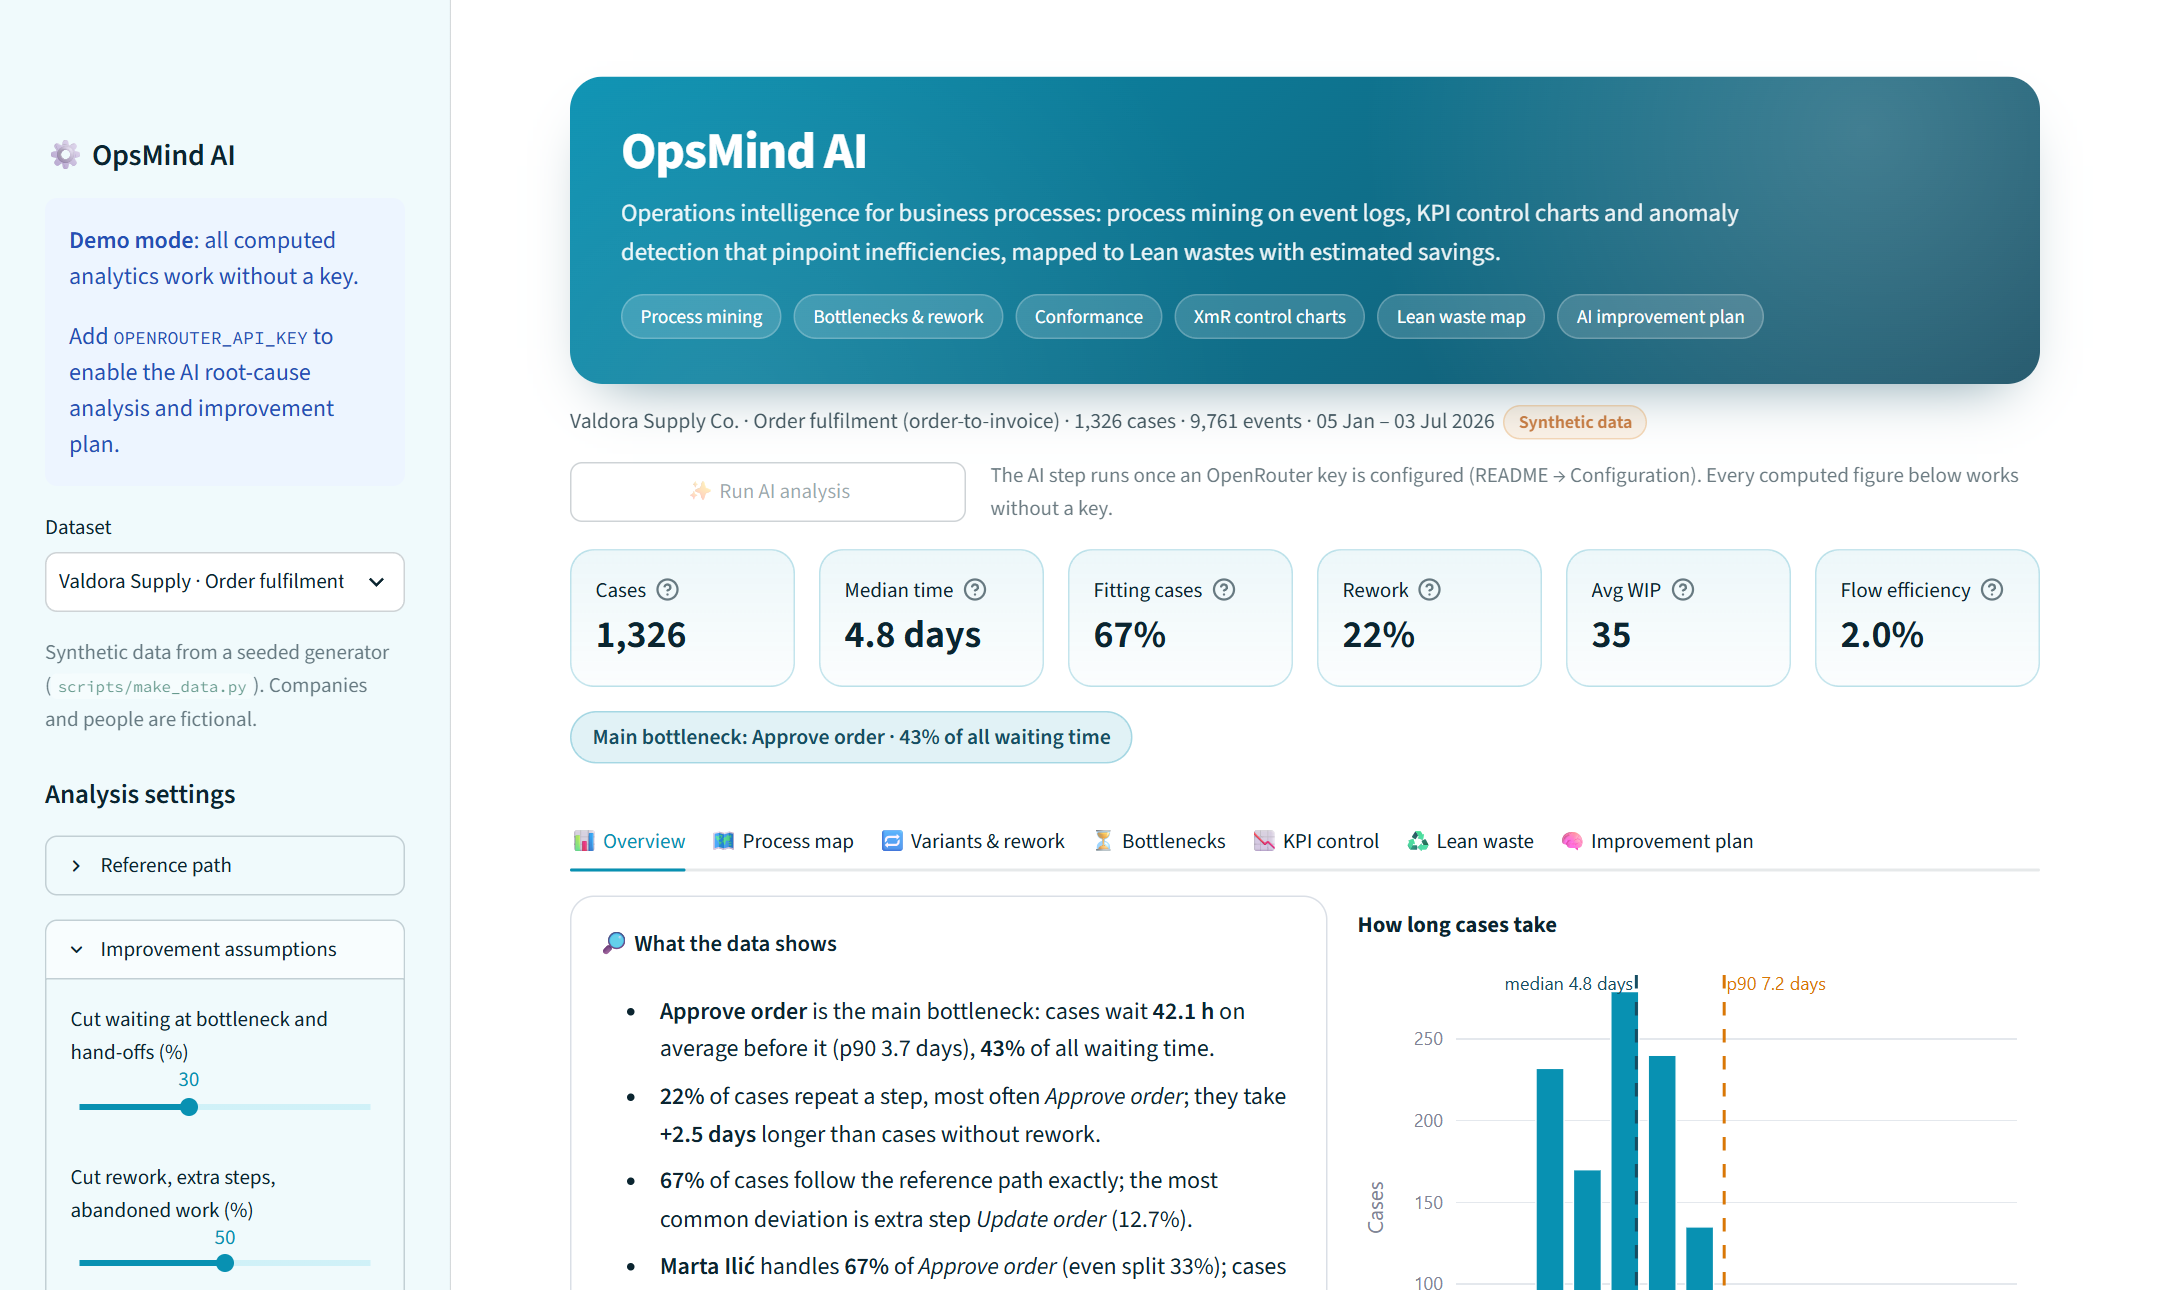 OpsMind AI
Demo mode: all computed
analytics work without a key.
Add OPENROUTER_API_KEY to
enable the AI root-cause
analysis and improvement
plan.
Dataset
Valdora Supply · Order fulfilment
Synthetic data from a seeded generator
( scripts/make_data.py ). Companies
and people are fictional.
Analysis settings
Reference path
Improvement assumptions
Cut waiting at bottleneck and
hand-offs (%)
30
Cut rework, extra steps,
abandoned work (%)
50
OpsMind AI
Operations intelligence for business processes: process mining on event logs, KPI control charts and anomaly
detection that pinpoint inefficiencies, mapped to Lean wastes with estimated savings.
Process mining
Bottlenecks & rework
Conformance
XmR control charts
Lean waste map
AI improvement plan
Valdora Supply Co. · Order fulfilment (order-to-invoice) · 1,326 cases · 9,761 events · 05 Jan – 03 Jul 2026 Synthetic data
✨ Run AI analysis
The AI step runs once an OpenRouter key is configured (README → Configuration). Every computed figure below works
without a key.
Cases
1,326
Median time
4.8 days
Fitting cases
67%
Rework
22%
Avg WIP
35
Flow efficiency
2.0%
Main bottleneck: Approve order · 43% of all waiting time
Overview
Process map
Variants & rework
Bottlenecks
KPI control
Lean waste
Improvement plan
What the data shows
• Approve order is the main bottleneck: cases wait 42.1 h on
average before it (p90 3.7 days), 43% of all waiting time.
• 22% of cases repeat a step, most often Approve order; they take
+2.5 days longer than cases without rework.
• 67% of cases follow the reference path exactly; the most
common deviation is extra step Update order (12.7%).
• Marta Ilić handles 67% of Approve order (even split 33%); cases
How long cases take
median 4.8 days
p90 7.2 days
250
200
150
100
Cases